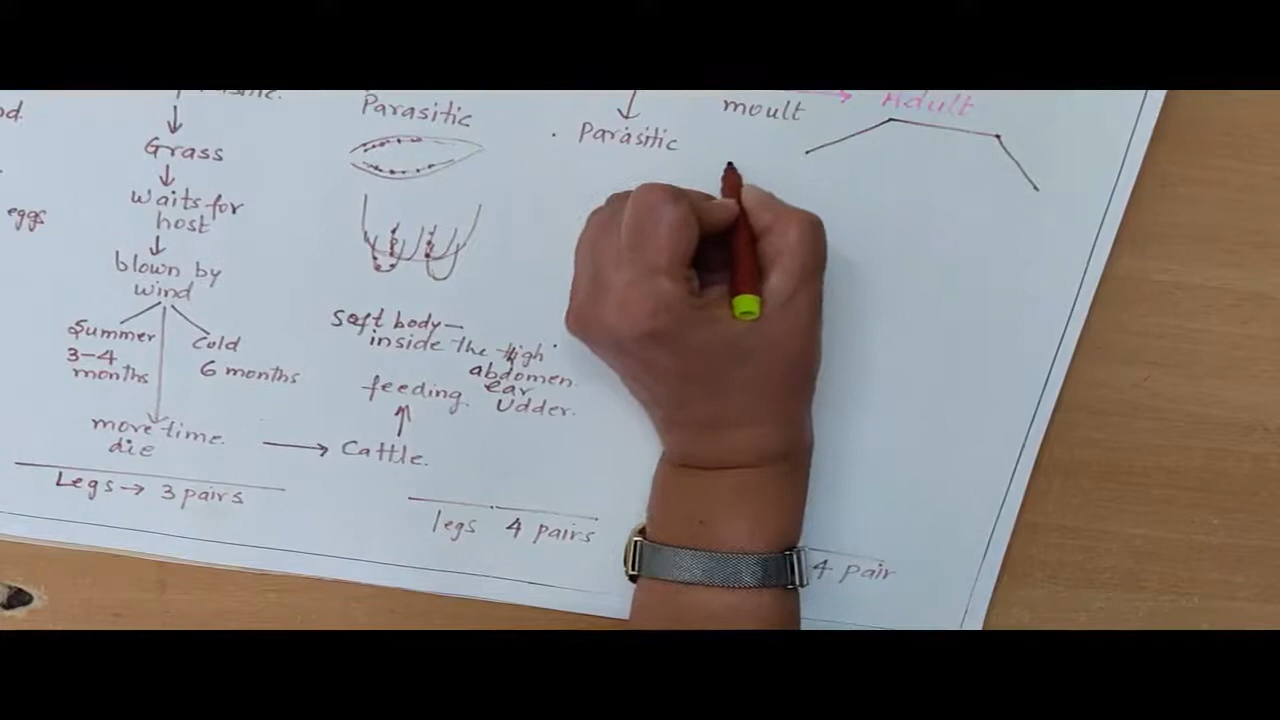 od.
Grass
waits for
host
eggs
blown by
wind
Summer
3-4
months
Cold
6 months
more time.
die
Legs → 3 pairs
Parasitic
Soft body—
inside the thigh
abdomen.
ear
Udder.
feeding.
Cattle.
legs 4 pairs
Parasitic
moult
Adult
4 pair